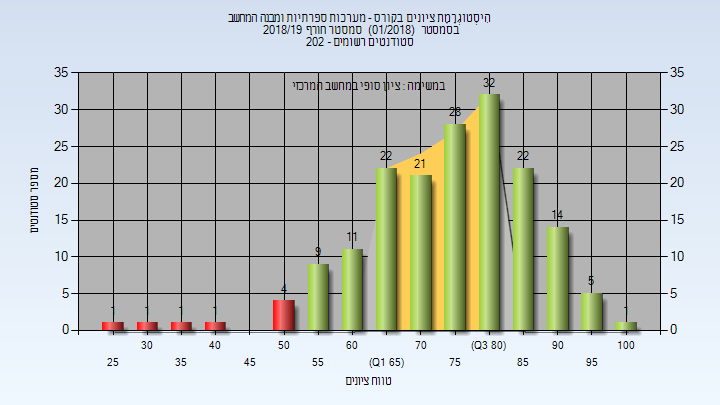 הִיסְטוֹגְרַמַת ציונים בקורס - מערכות ספרתיות ומבנה המחשב
בסמסטר (01/2018) סמסטר חורף 2018/19
סטודנטים רשומים - 202
במשימה : ציון סופי במחשב המרכזי
מספר סטודנטים
35 35
30 30
25 25
20 20
15 15
10 10
5 5
0 0
1 1 1 1 4 9 11 22 21 28 32 22 14 5 1
30 40 50 60 70 (Q3 80) 90 100
25 35 45 55 (Q1 65) 75 85 95
טווח ציונים